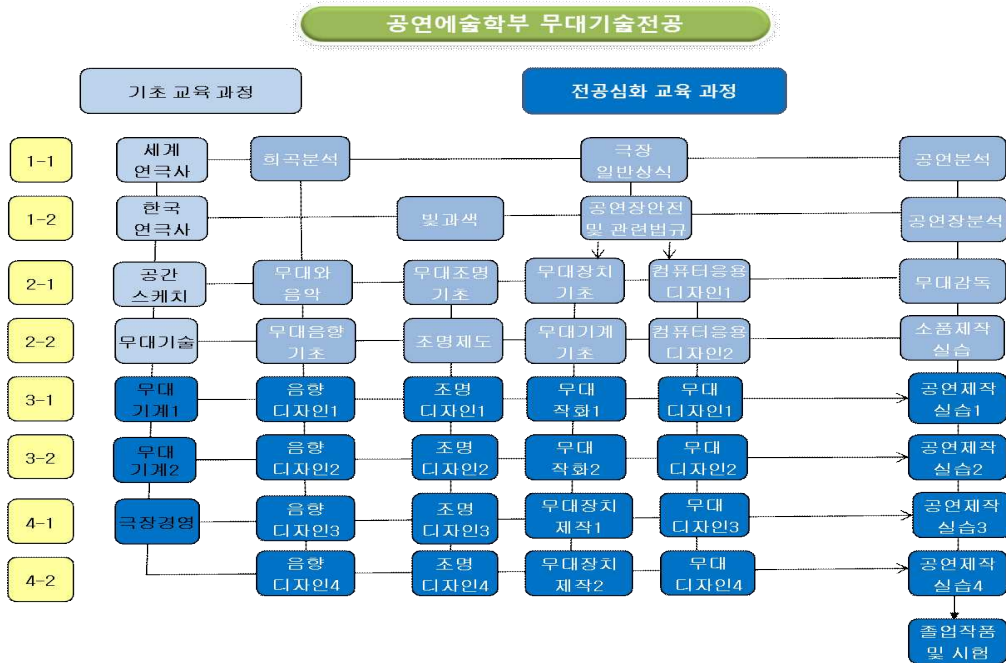 공연예술학부 무대기술전공
기초 교육 과정
전공심화 교육 과정
1-1
세계
연극사
희곡분석
극장
일반상식
공연분석
1-2
한국
연극사
빛과색
공연장안전
및 관련법규
공연장분석
2-1
공간
스케치
무대와
음악
무대조명
기초
무대장치
기초
컴퓨터응용
디자인1
무대감독
2-2
무대기술
무대음향
기초
조명제도
무대기계
기초
컴퓨터응용
디자인2
소품제작
실습
3-1
무대
기계1
음향
디자인1
조명
디자인1
무대
작화1
무대
디자인1
공연제작
실습1
3-2
무대
기계2
음향
디자인2
조명
디자인2
무대
작화2
무대
디자인2
공연제작
실습2
4-1
극장경영
음향
디자인3
조명
디자인3
무대장치
제작1
무대
디자인3
공연제작
실습3
4-2
음향
디자인4
조명
디자인4
무대장치
제작2
무대
디자인4
공연제작
실습4
졸업작품
및 시험